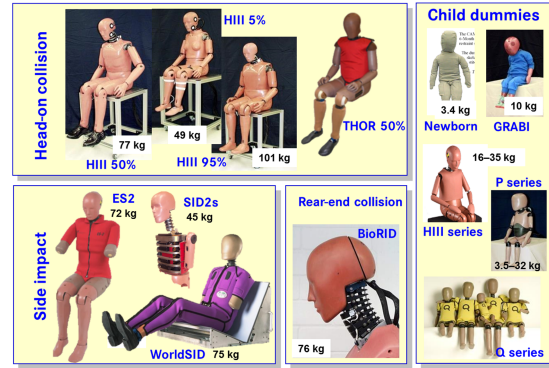 Head-on collision
HIII 5%
77 kg
HIII 50%
49 kg
HIII 95%
101 kg
THOR 50%
Child dummies
3.4 kg
Newborn
10 kg
GRABI
16–35 kg
HIII series
P series
3.5–32 kg
Q Q Q
Q series
Side impact
ES2
72 kg
SID2s
45 kg
WorldSID 75 kg
Rear-end collision
BioRID
76 kg